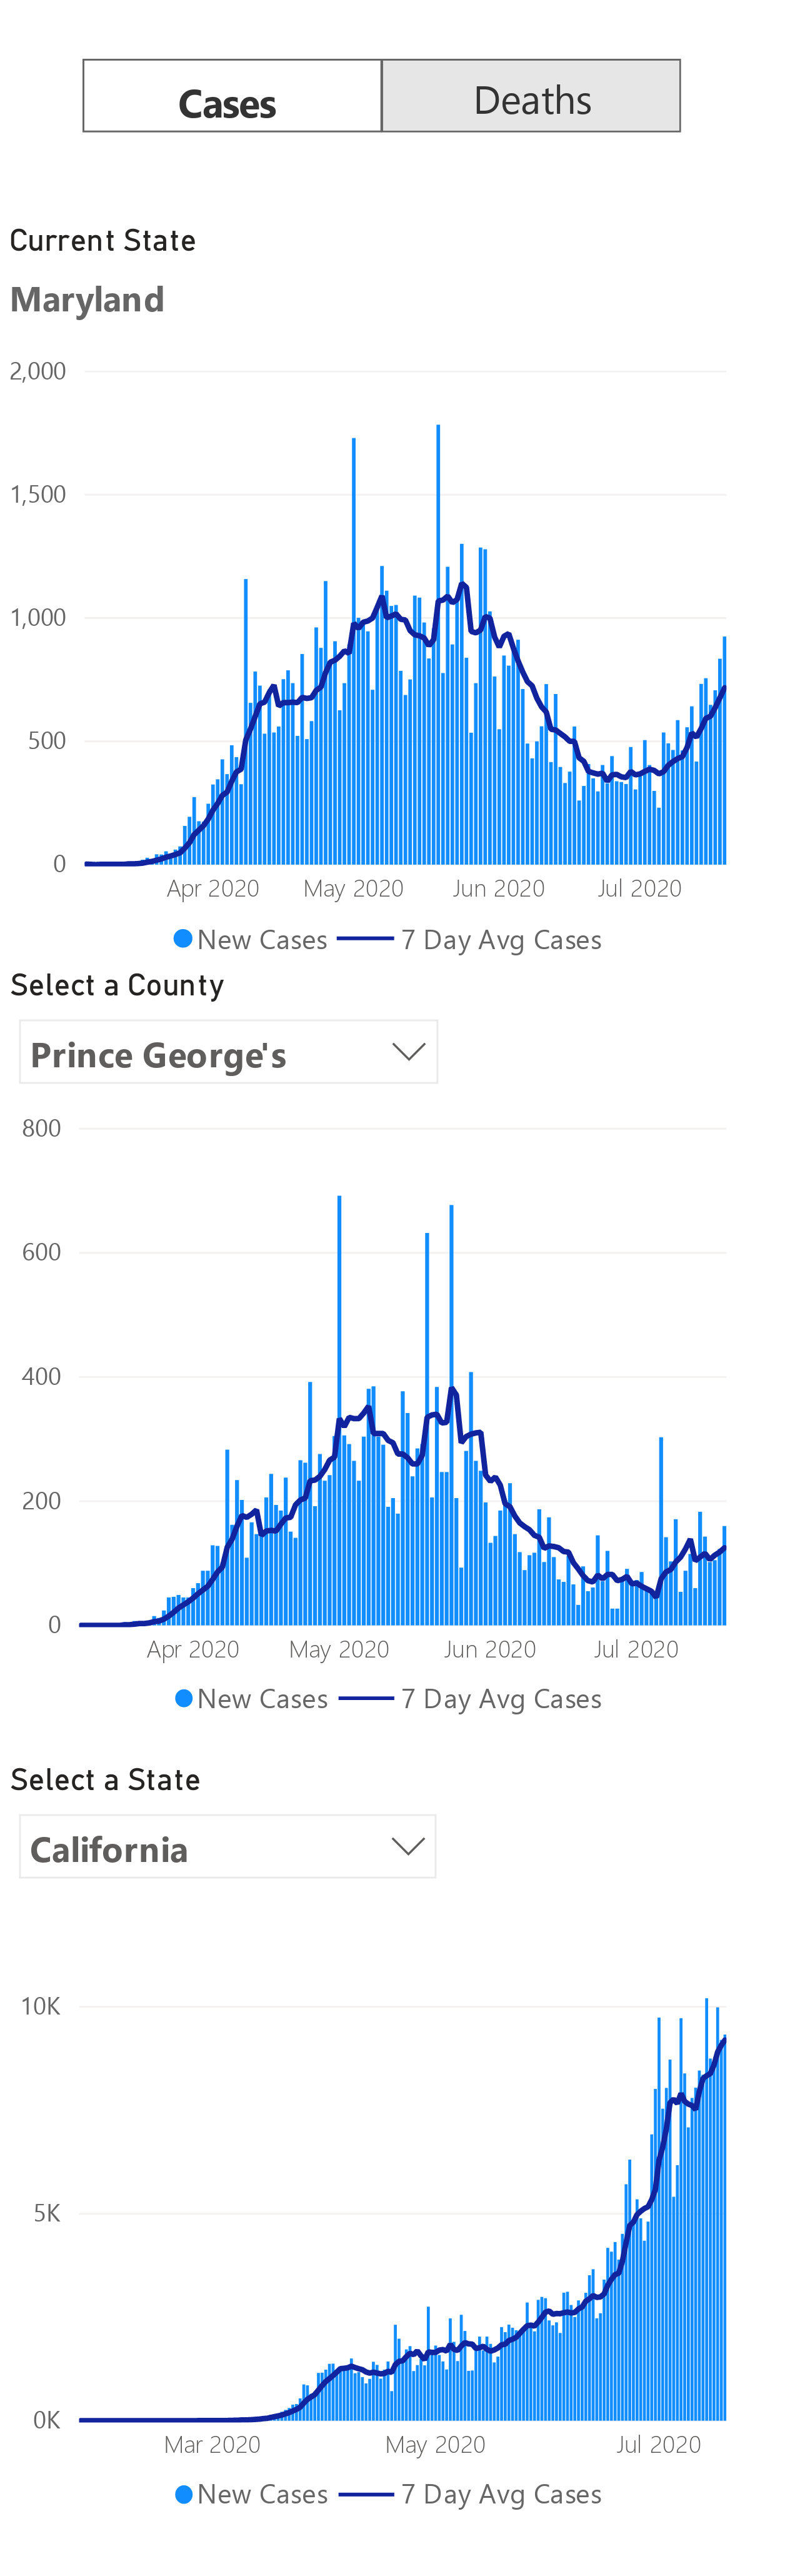 Cases Deaths
Current State
Maryland
2,000
1,500
1,000
500
0
Apr 2020 May 2020 Jun 2020 Jul 2020
New Cases 7 Day Avg Cases
Select a County
Prince George's
800
600
400
200
0
Apr 2020 May 2020 Jun 2020 Jul 2020
New Cases 7 Day Avg Cases
Select a State
California
10K
5K
0K
Mar 2020 May 2020 Jul 2020
New Cases 7 Day Avg Cases